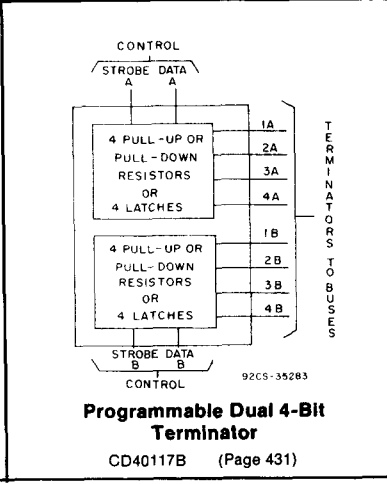 CONTROL
STROBE DATA
A A
4 PULL-UP OR
PULL-DOWN
RESISTORS
OR
4 LATCHES
1A
2A
3A
4A
4 PULL-UP OR
PULL-DOWN
RESISTORS
OR
4 LATCHES
1B
2B
3B
4B
TERMINATORS TO BUSES
STROBE DATA
B B
CONTROL
92CS-35283
Programmable Dual 4-Bit
Terminator
CD40117B (Page 431)